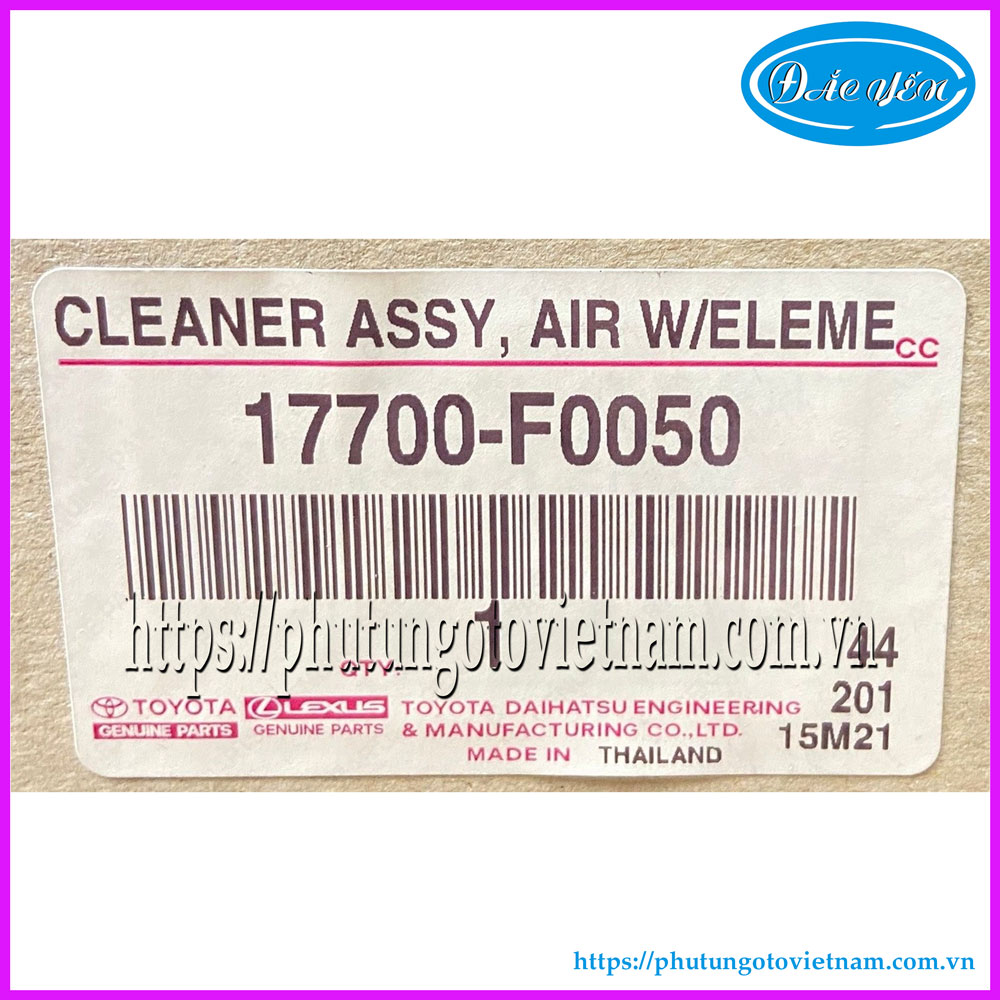 ĐẮC YẾN
CLEANER ASSY, AIR W/ELEME CC
17700-F0050
https://phutungotovietnam.com.vn
QTY. 1 44
TOYOTA LEXUS TOYOTA DAIHATSU ENGINEERING 201
GENUINE PARTS GENUINE PARTS & MANUFACTURING CO.,LTD. 15M21
MADE IN THAILAND
https://phutungotovietnam.com.vn